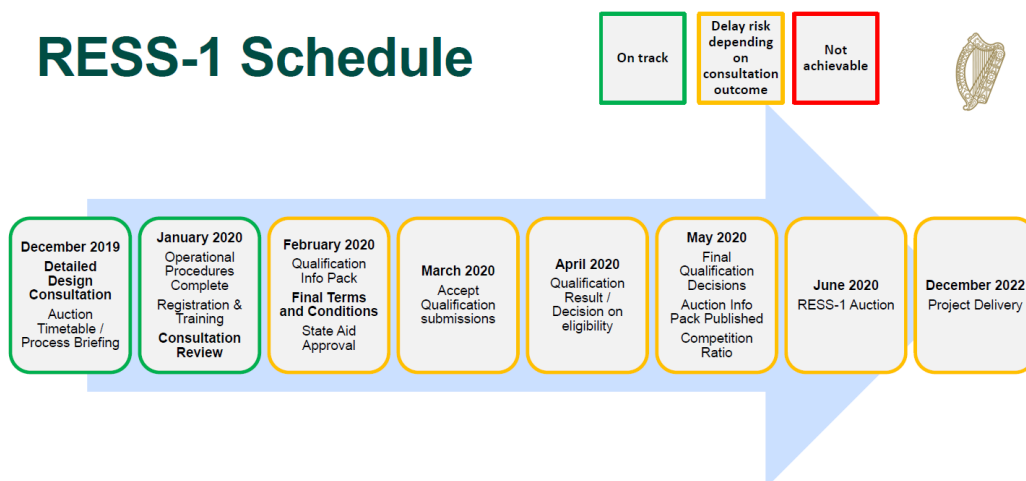 RESS-1 Schedule
On track
Delay risk
depending
on
consultation
outcome
Not
achievable
December 2019
Detailed
Design
Consultation
Auction
Timetable /
Process Briefing
January 2020
Operational
Procedures
Complete
Registration &
Training
Consultation
Review
February 2020
Qualification
Info Pack
Final Terms
and Conditions
State Aid
Approval
March 2020
Accept
Qualification
submissions
April 2020
Qualification
Result /
Decision on
eligibility
May 2020
Final
Qualification
Decisions
Auction Info
Pack Published
Competition
Ratio
June 2020
RESS-1 Auction
December 2022
Project Delivery